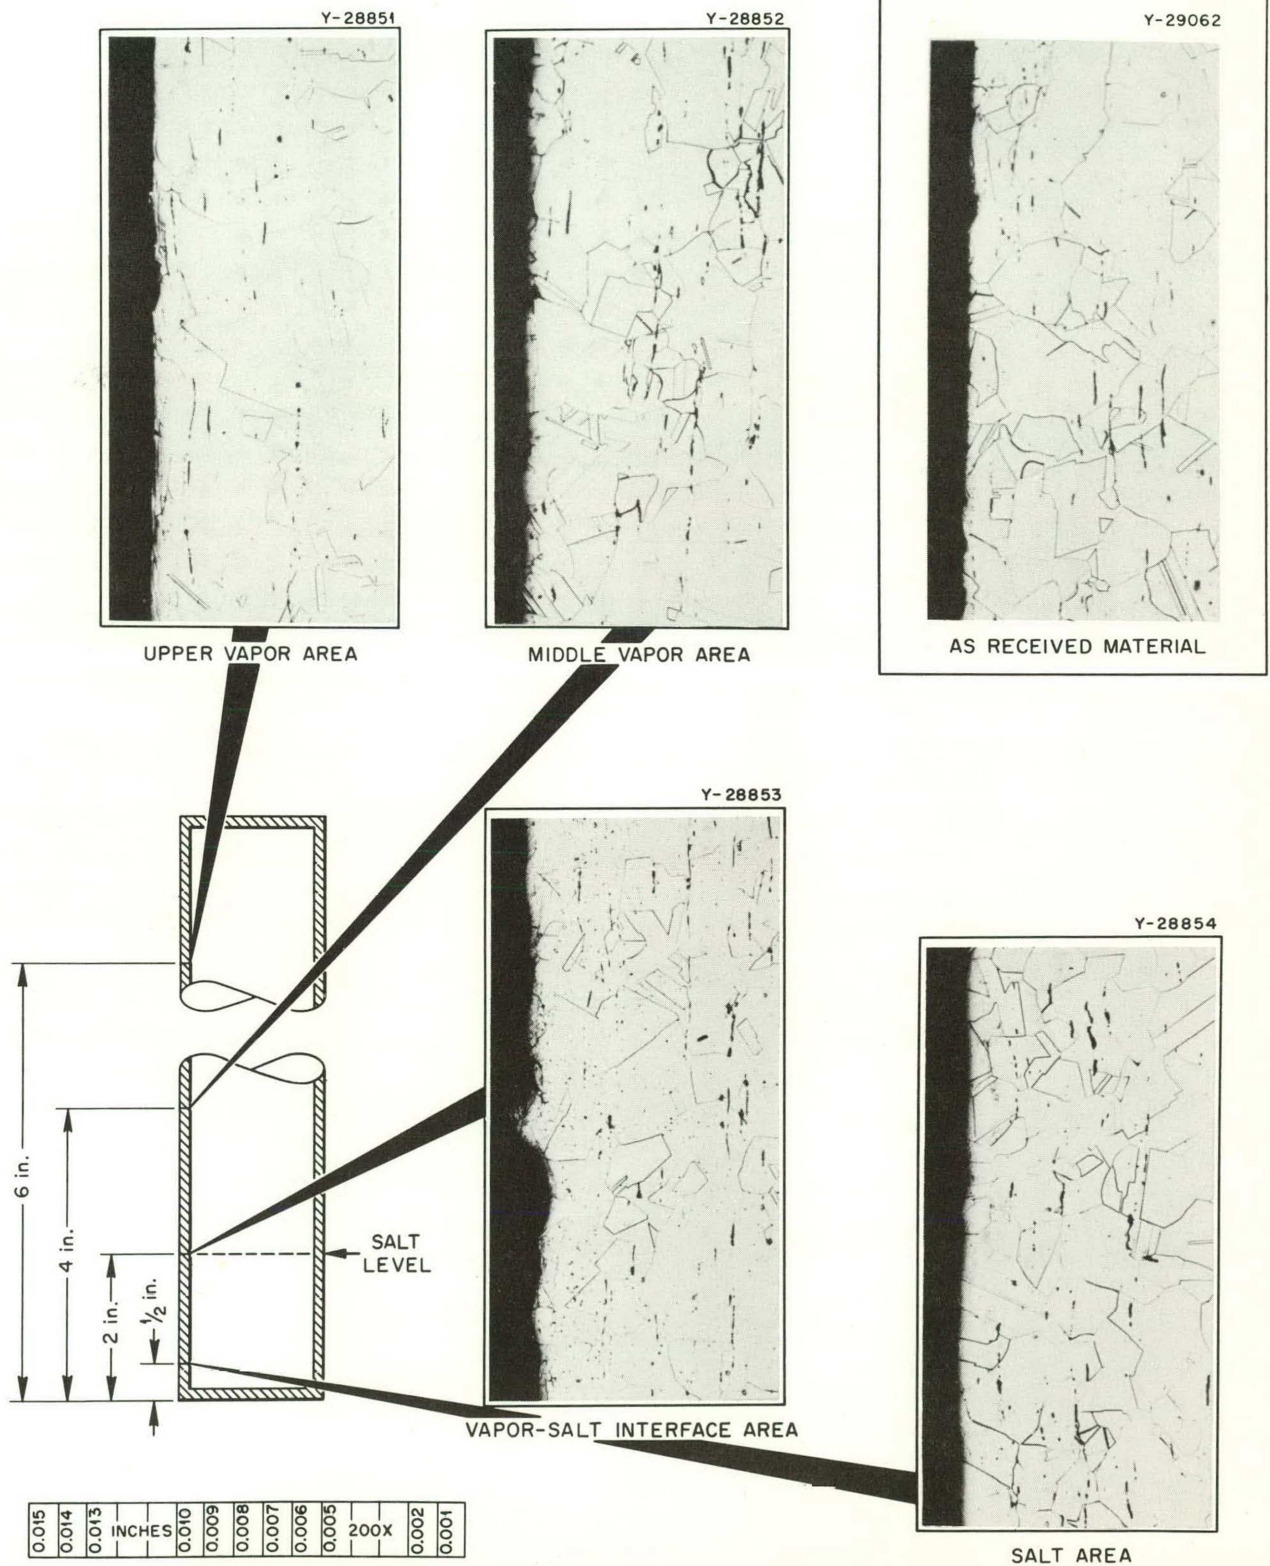 Y-28851
Y-28852
Y-29062
UPPER VAPOR AREA
MIDDLE VAPOR AREA
AS RECEIVED MATERIAL
Y-28853
Y-28854
6 in.
4 in.
2 in.
1/2 in.
SALT
LEVEL
VAPOR-SALT INTERFACE AREA
0.015
0.014
0.013
INCHES
0.010
0.009
0.008
0.007
0.006
0.005
200X
0.002
0.001
SALT AREA